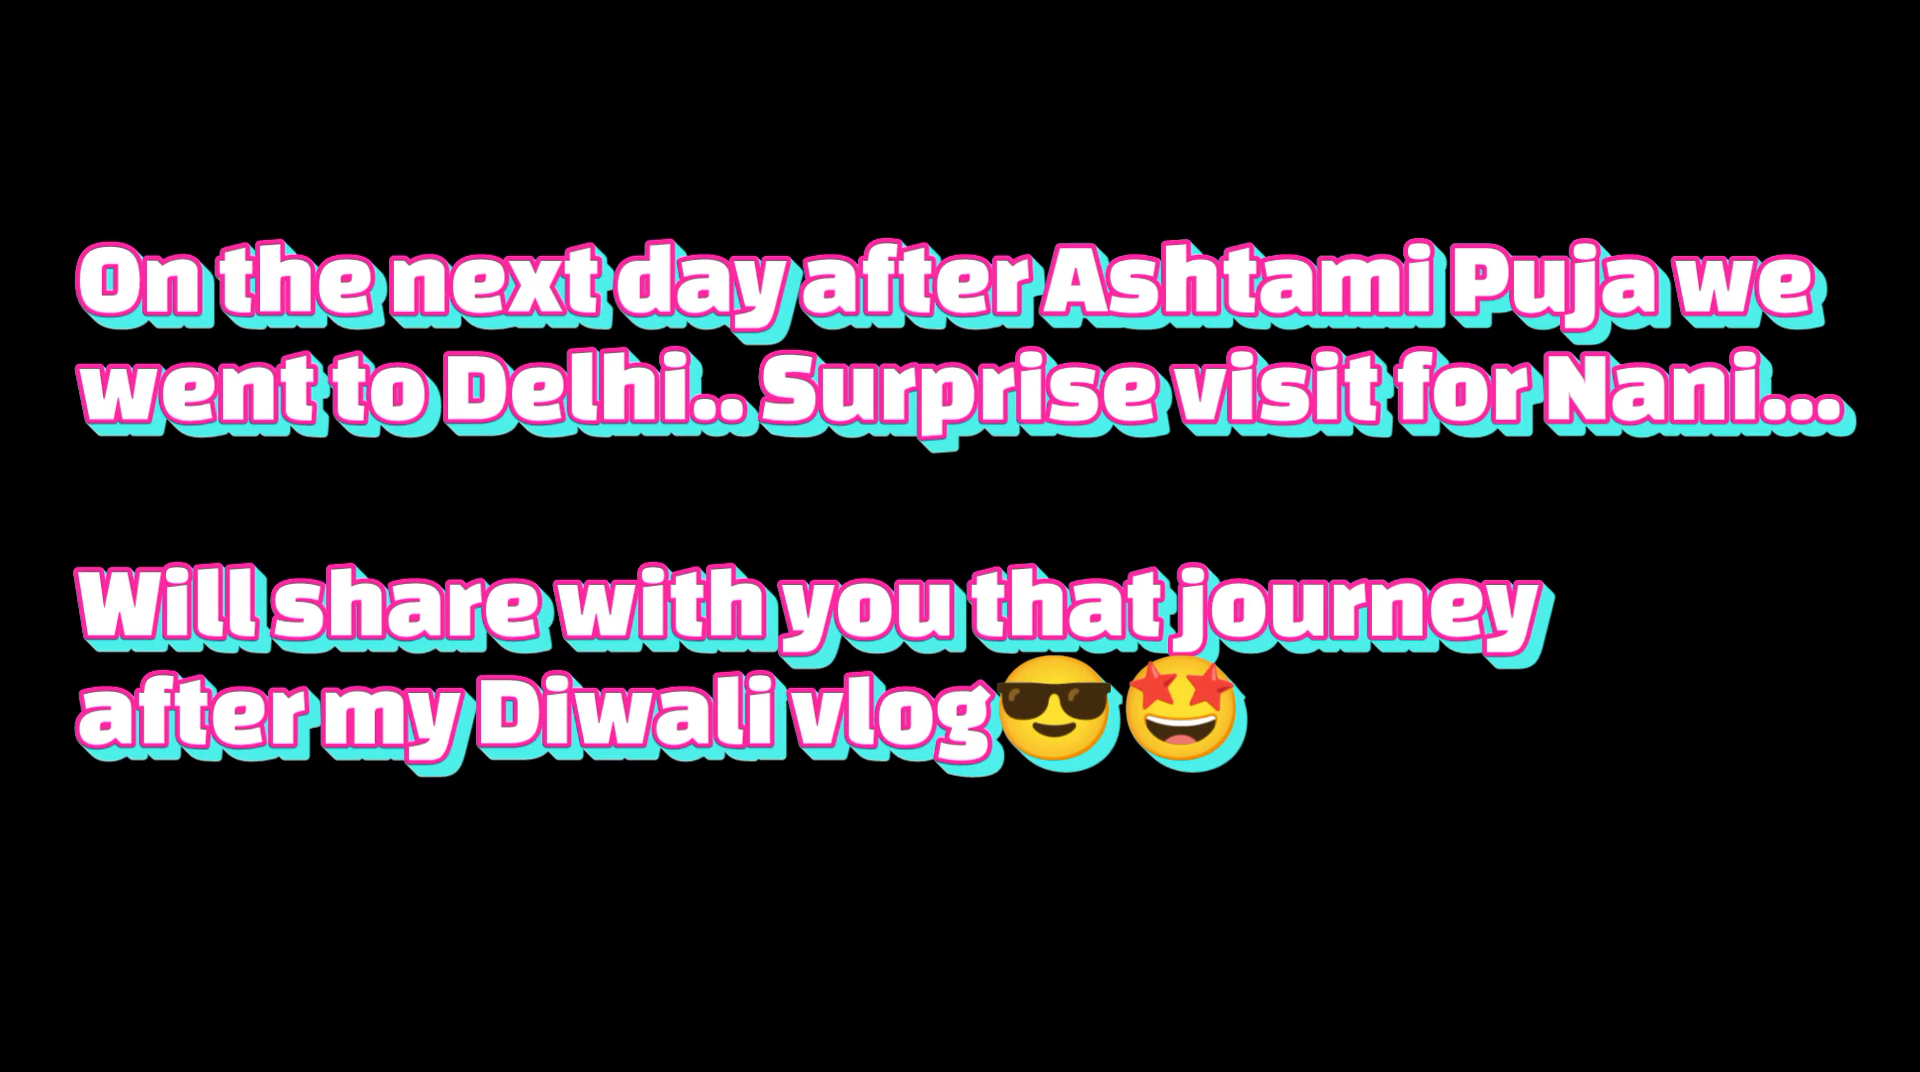 On the next day after Ashtami Puja we
went to Delhi.. Surprise visit for Nani...
Will share with you that journey
after my Diwali vlog😎🤩